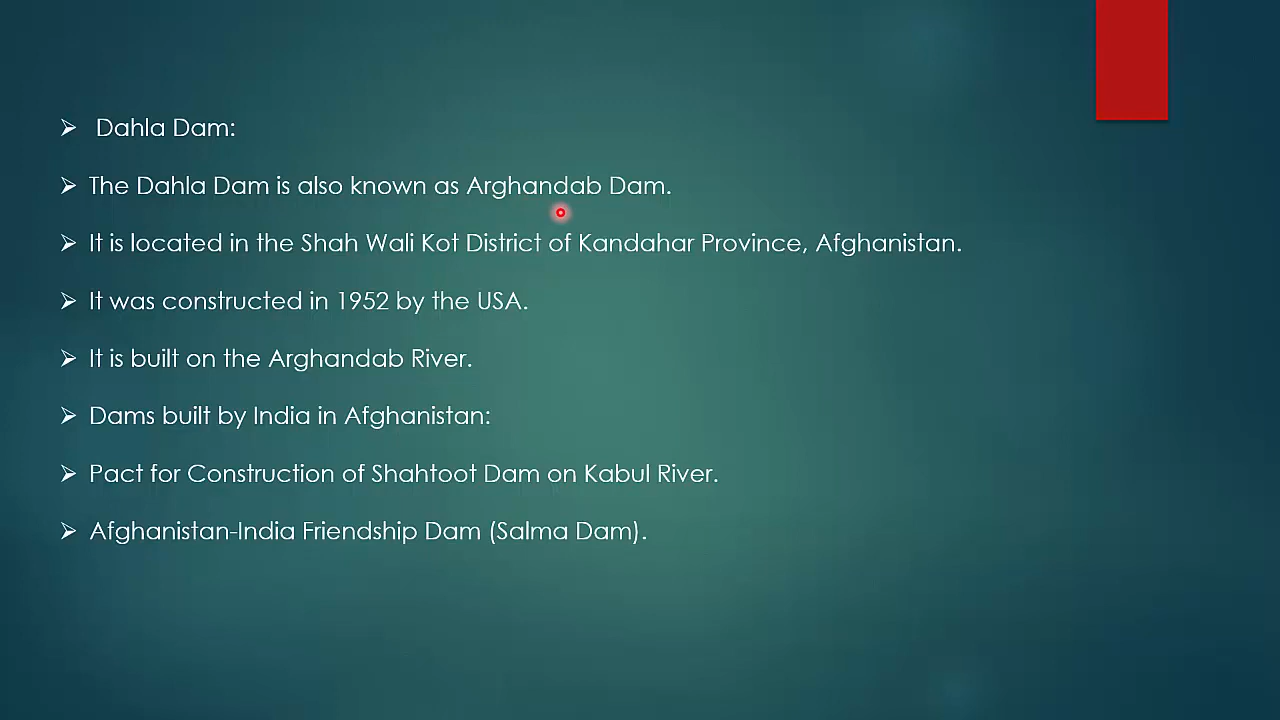 Dahla Dam:
The Dahla Dam is also known as Arghandab Dam.
It is located in the Shah Wali Kot District of Kandahar Province, Afghanistan.
It was constructed in 1952 by the USA.
It is built on the Arghandab River.
Dams built by India in Afghanistan:
Pact for Construction of Shahtoot Dam on Kabul River.
Afghanistan-India Friendship Dam (Salma Dam).